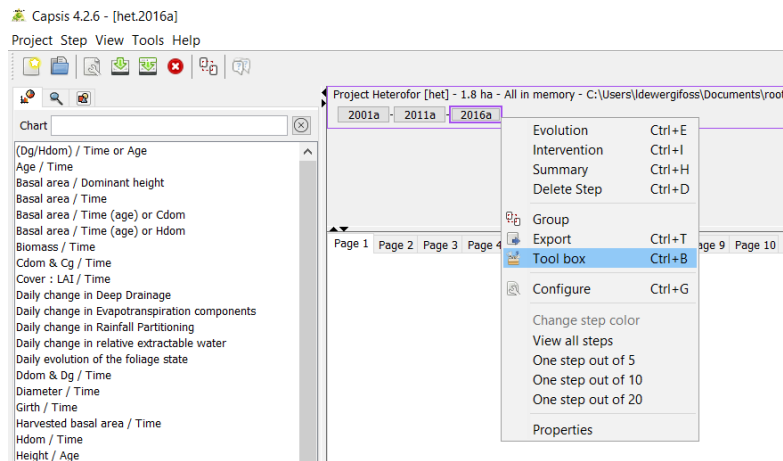 Capsis 4.2.6 - [het.2016a]
Project Step View Tools Help
Project Heterofor [het] - 1.8 ha - All in memory - C:\Users\ldewergifoss\Documents\root
2001a - 2011a - 2016a
Chart
(Dg/Hdom) / Time or Age
Age / Time
Basal area / Dominant height
Basal area / Time
Basal area / Time (age) or Cdom
Basal area / Time (age) or Hdom
Biomass / Time
Cdom & Cg / Time
Cover : LAI / Time
Daily change in Deep Drainage
Daily change in Evapotranspiration components
Daily change in Rainfall Partitioning
Daily change in relative extractable water
Daily evolution of the foliage state
Ddom & Dg / Time
Diameter / Time
Girth / Time
Harvested basal area / Time
Hdom / Time
Height / Age
Evolution Ctrl+E
Intervention Ctrl+I
Summary Ctrl+H
Delete Step Ctrl+D
Group
Export Ctrl+T
Tool box Ctrl+B
Configure Ctrl+G
Change step color
View all steps
One step out of 5
One step out of 10
One step out of 20
Properties
Page 1 Page 2 Page 3 Page 4 age 9 Page 10